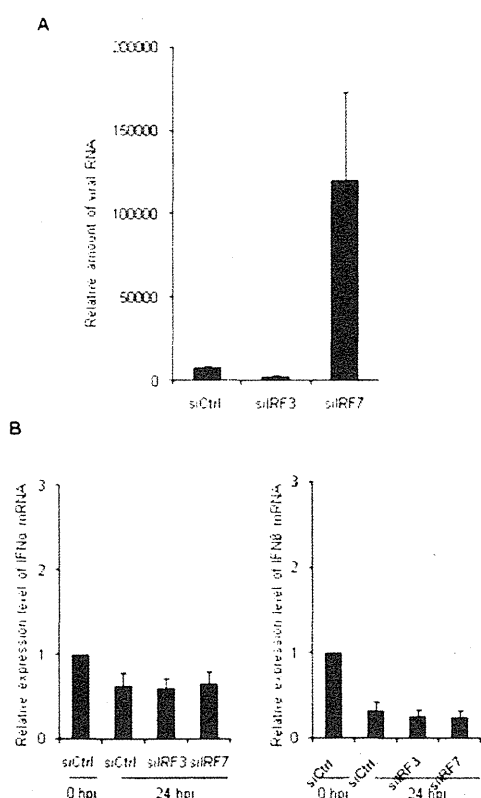 A
Relative amount of viral RNA
200000
150000
100000
50000
0
siCtrl siIRF3 siIRF7
B
Relative expression level of IFNα mRNA
3
2
1
0
siCtrl siCtrl siIRF3 siIRF7
0 hpi 24 hpi
Relative expression level of IFNβ mRNA
3
2
1
0
siCtrl siCtrl siIRF3 siIRF7
0 hpi 24 hpi